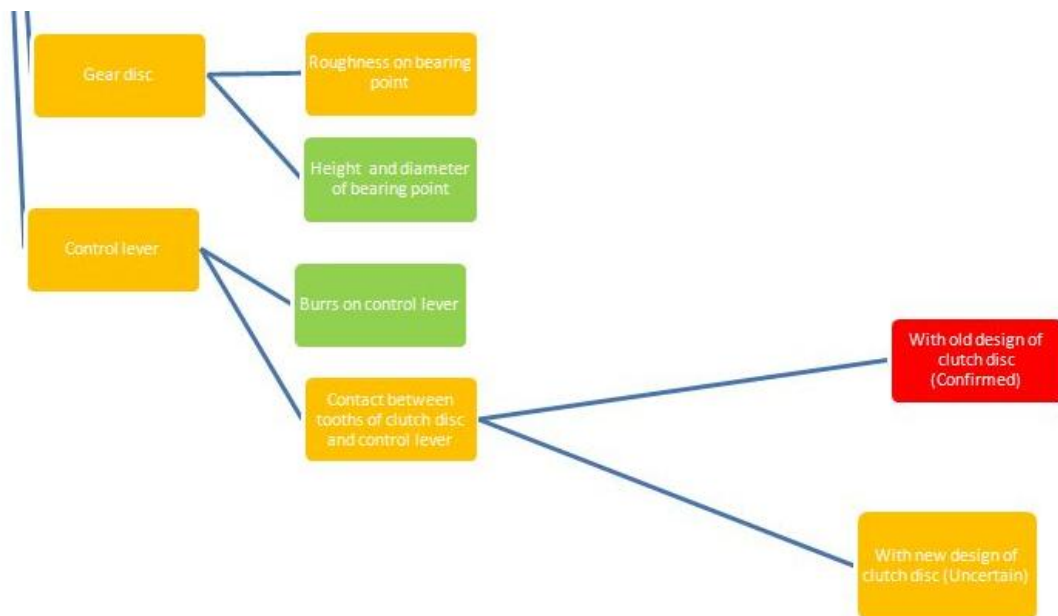 Gear disc
Roughness on bearing
point
Height and diameter
of bearing point
Control lever
Burrs on control lever
Contact between
tooths of clutch disc
and control lever
With old design of
clutch disc
(Confirmed)
With new design of
clutch disc (Uncertain)